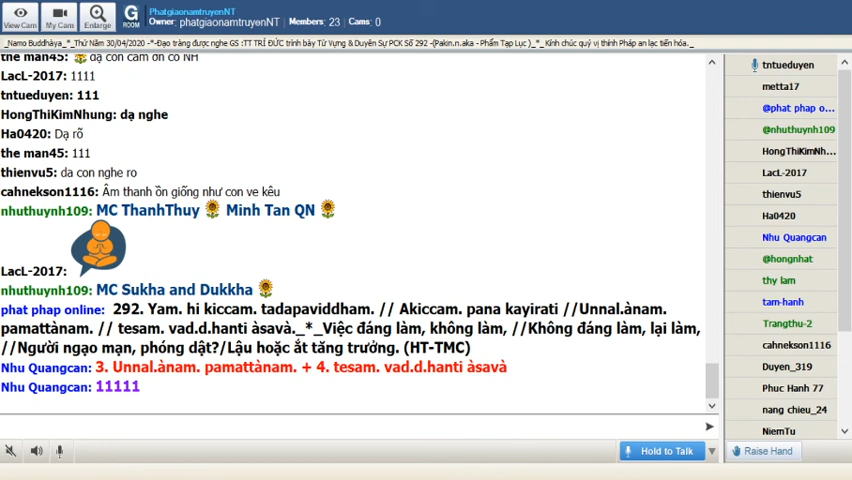 View Cam
My Cam
Enlarge
G
ROOM
PhatgiaonamtruyenNT
Owner: phatgiaonamtruyenNT | Members: 23 | Cams: 0
_Namo Buddhàya_*_Thứ Năm 30/04/2020 -*-Đạo tràng được nghe GS :TT TRÍ ĐỨC trình bày Từ Vựng & Duyên Sự PCK Số 292 -(Pakin.n.aka - Phẩm Tạp Lục )_*_ Kính chúc quý vị thính Pháp an lạc tiến hóa._
the man45: dạ con cảm ơn cô NH
LacL-2017: 1111
tntueduyen: 111
HongThiKimNhung: dạ nghe
Ha0420: Dạ rõ
the man45: 111
thienvu5: da con nghe ro
cahnekson1116: Âm thanh ồn giống như con ve kêu
nhuthuynh109: MC ThanhThuy Minh Tan QN
LacL-2017:
nhuthuynh109: MC Sukha and Dukkha
phat phap online: 292. Yam. hi kiccam. tadapaviddham. // Akiccam. pana kayirati //Unnal.ànam.
pamattànam. // tesam. vad.d.hanti àsavà._*_Việc đáng làm, không làm, //Không đáng làm, lại làm,
//Người ngạo mạn, phóng dật?/Lậu hoặc ắt tăng trưởng. (HT-TMC)
Nhu Quangcan: 3. Unnal.ànam. pamattànam. + 4. tesam. vad.d.hanti àsavà
Nhu Quangcan: 11111
tntueduyen
metta17
@phat phap o...
@nhuthuynh109
HongThiKimNh...
LacL-2017
thienvu5
Ha0420
Nhu Quangcan
@hongnhat
thy lam
tam-hanh
Trangthu-2
cahnekson1116
Duyen_319
Phuc Hanh 77
nang chieu_24
NiemTu
Hold to Talk
Raise Hand